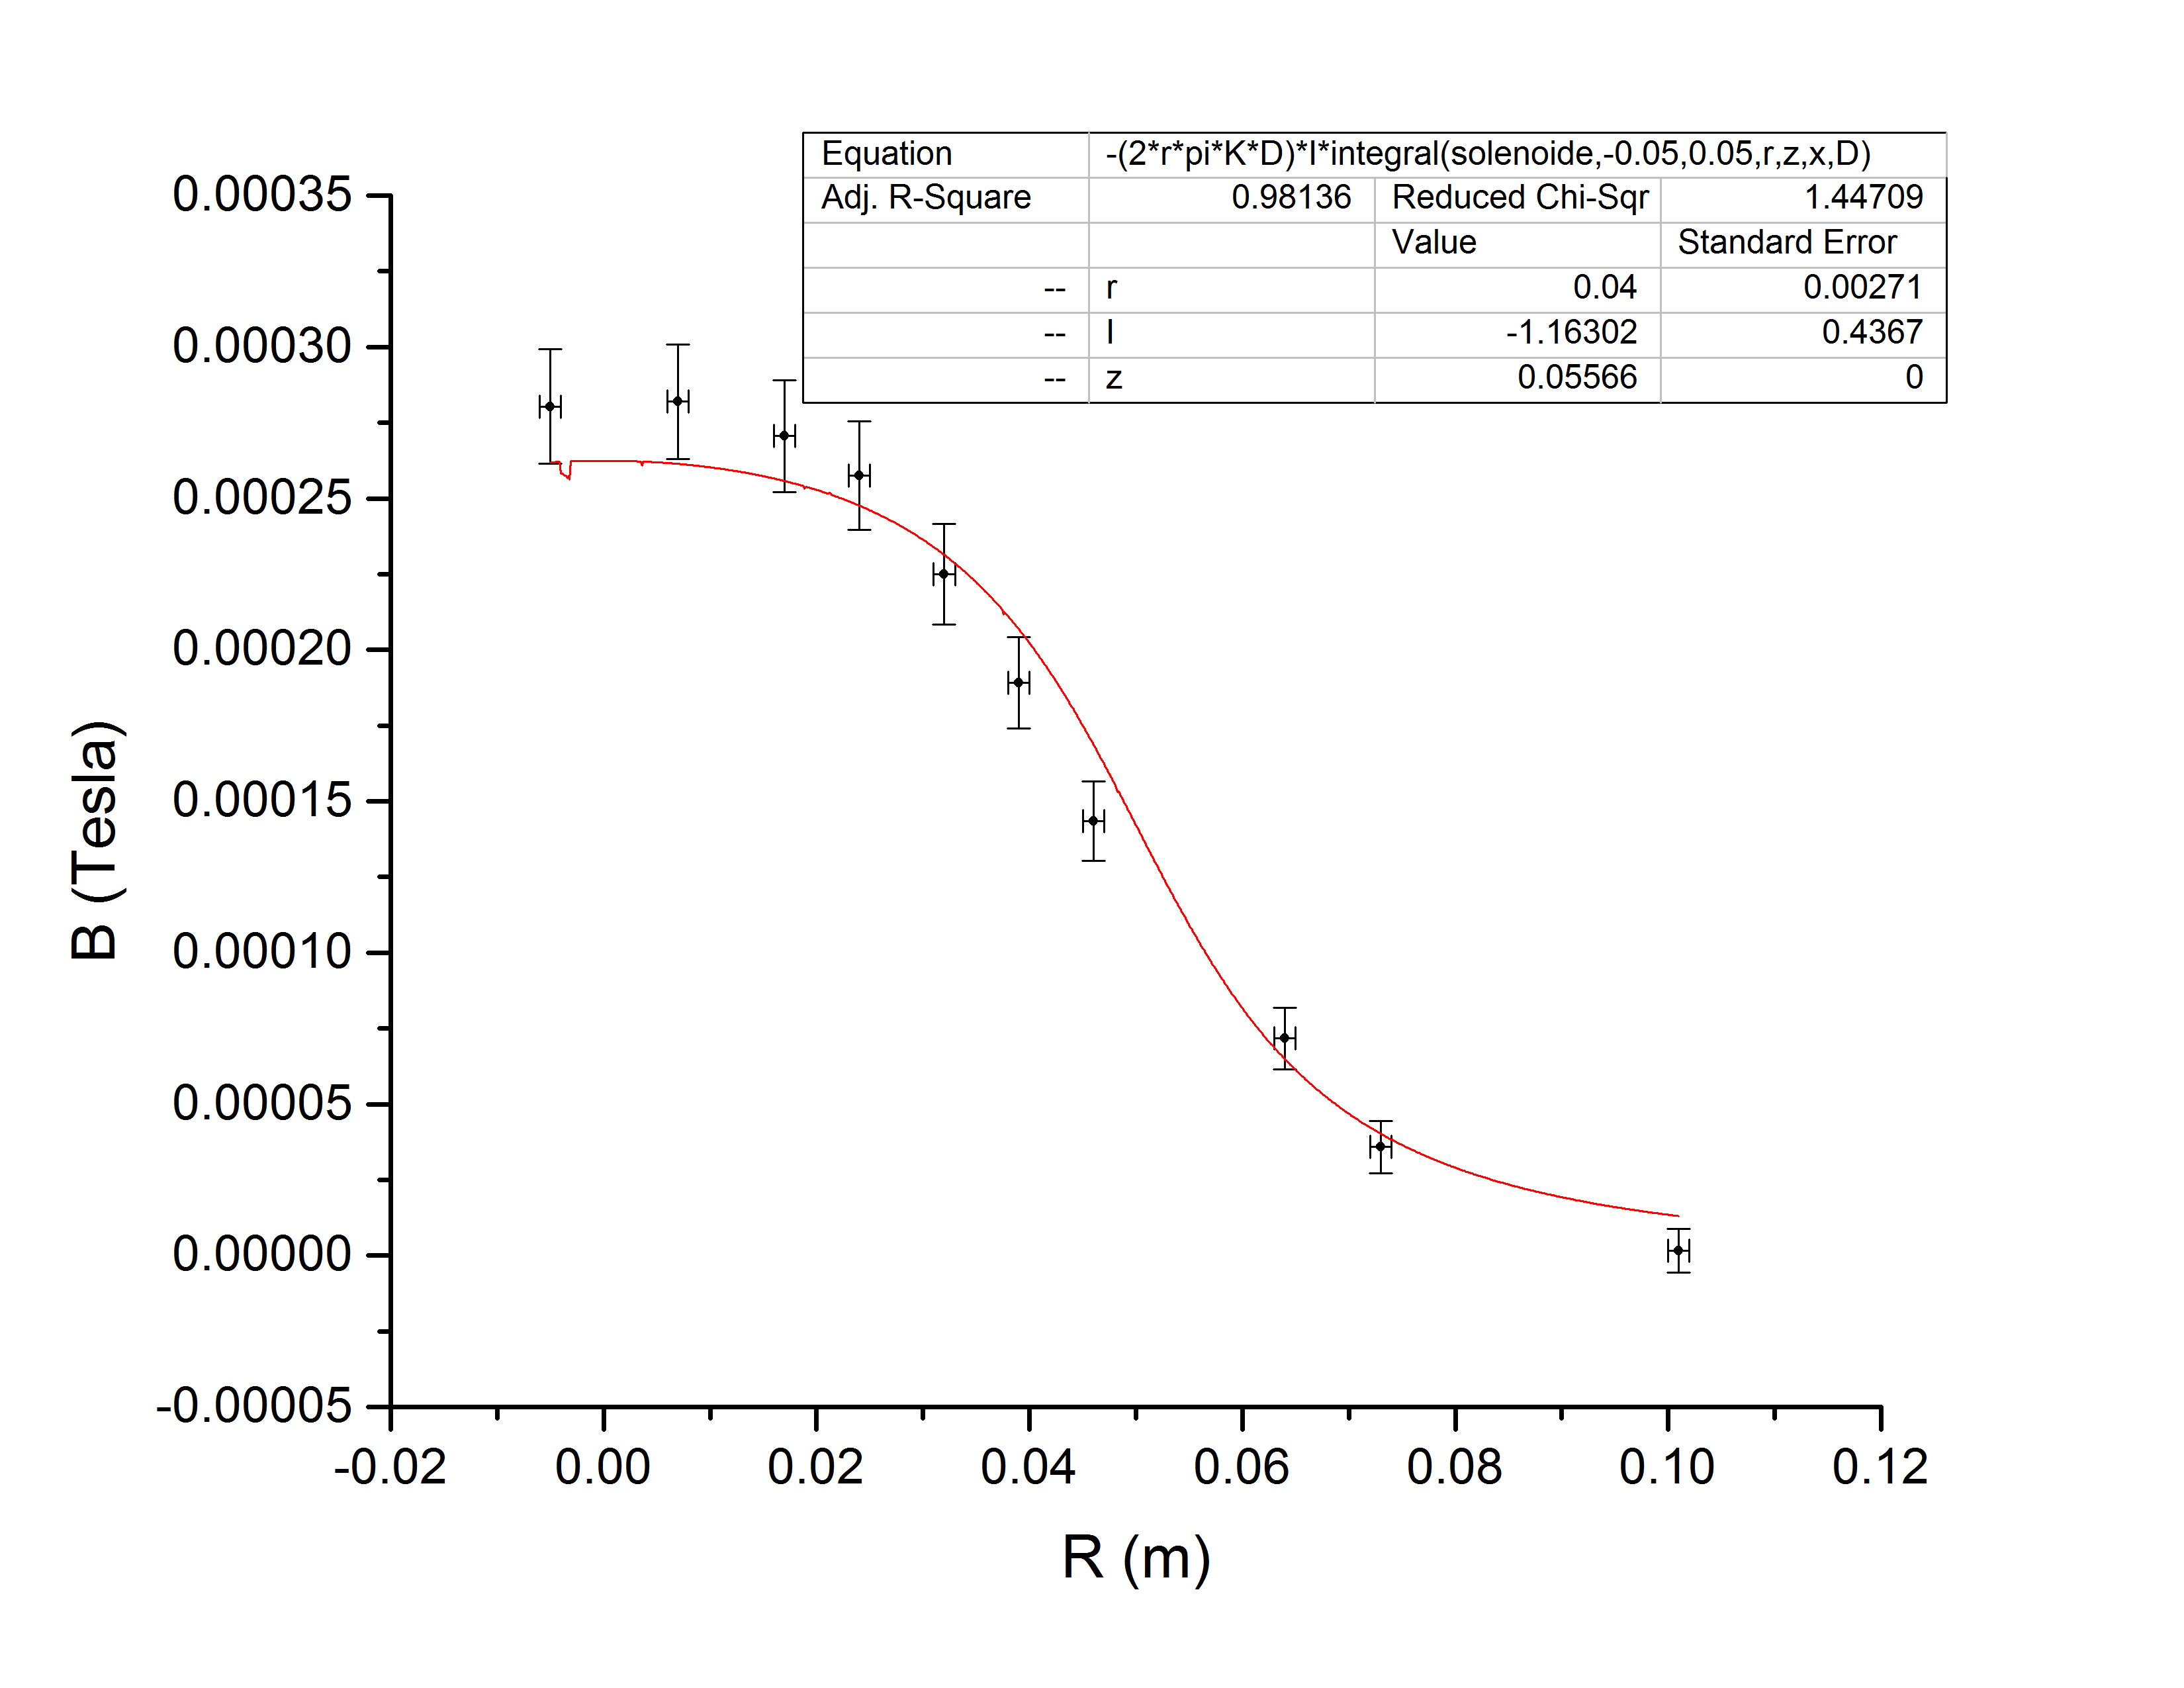 Equation -(2*r*pi*K*D)*I*integral(solenoide,-0.05,0.05,r,z,x,D)
Adj. R-Square 0.98136 Reduced Chi-Sqr 1.44709
Value Standard Error
-- r 0.04 0.00271
-- I -1.16302 0.4367
-- z 0.05566 0
0.00035
0.00030
0.00025
0.00020
0.00015
0.00010
0.00005
0.00000
-0.00005
B (Tesla)
-0.02 0.00 0.02 0.04 0.06 0.08 0.10 0.12
R (m)